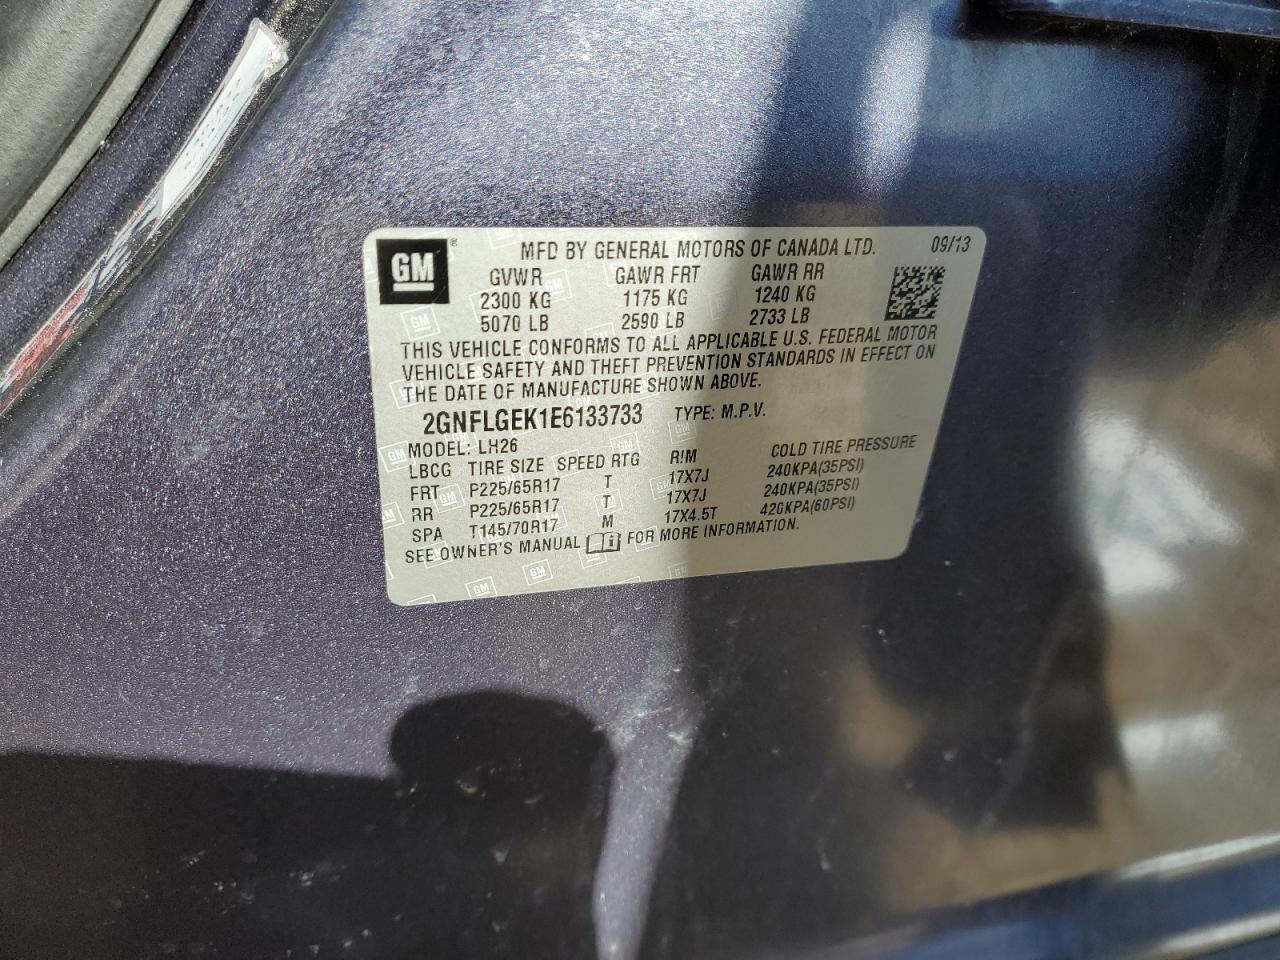 GM ® MFD BY GENERAL MOTORS OF CANADA LTD. 09/13
GVWR GAWR FRT GAWR RR
2300 KG 1175 KG 1240 KG
5070 LB 2590 LB 2733 LB
THIS VEHICLE CONFORMS TO ALL APPLICABLE U.S. FEDERAL MOTOR
VEHICLE SAFETY AND THEFT PREVENTION STANDARDS IN EFFECT ON
THE DATE OF MANUFACTURE SHOWN ABOVE.
2GNFLGEK1E6133733 TYPE: M.P.V.
MODEL: LH26
LBCG TIRE SIZE SPEED RTG RIM COLD TIRE PRESSURE
FRT P225/65R17 T 17X7J 240KPA(35PSI)
RR P225/65R17 T 17X7J 240KPA(35PSI)
SPA T145/70R17 M 17X4.5T 420KPA(60PSI)
SEE OWNER'S MANUAL FOR MORE INFORMATION.